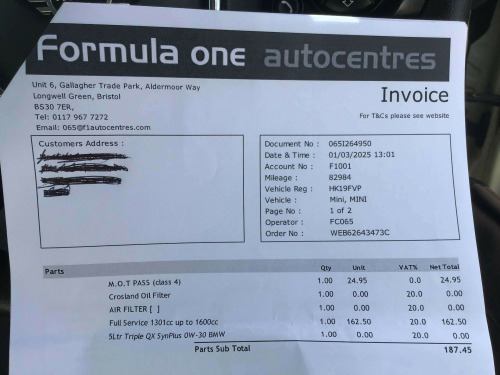 Formula one autocentres
Unit 6, Gallagher Trade Park, Aldermoor Way
Longwell Green, Bristol
BS30 7ER,
Tel: 0117 967 7272
Email: 065@f1autocentres.com
Invoice
For T&Cs please see website
Customers Address :
Document No : 065I264950
Date & Time : 01/03/2025 13:01
Account No : F1001
Mileage : 82984
Vehicle Reg : HK19FVP
Vehicle : Mini, MINI
Page No : 1 of 2
Operator : FC065
Order No : WEB62643473C
Parts Qty Unit VAT% Net Total
M.O.T PASS (class 4) 1.00 24.95 0.0 24.95
Crosland Oil Filter 1.00 0.00 20.0 0.00
AIR FILTER [ ] 1.00 0.00 20.0 0.00
Full Service 1301cc up to 1600cc 1.00 162.50 20.0 162.50
5Ltr Triple QX SynPlus 0W-30 BMW 1.00 0.00 20.0 0.00
Parts Sub Total 187.45